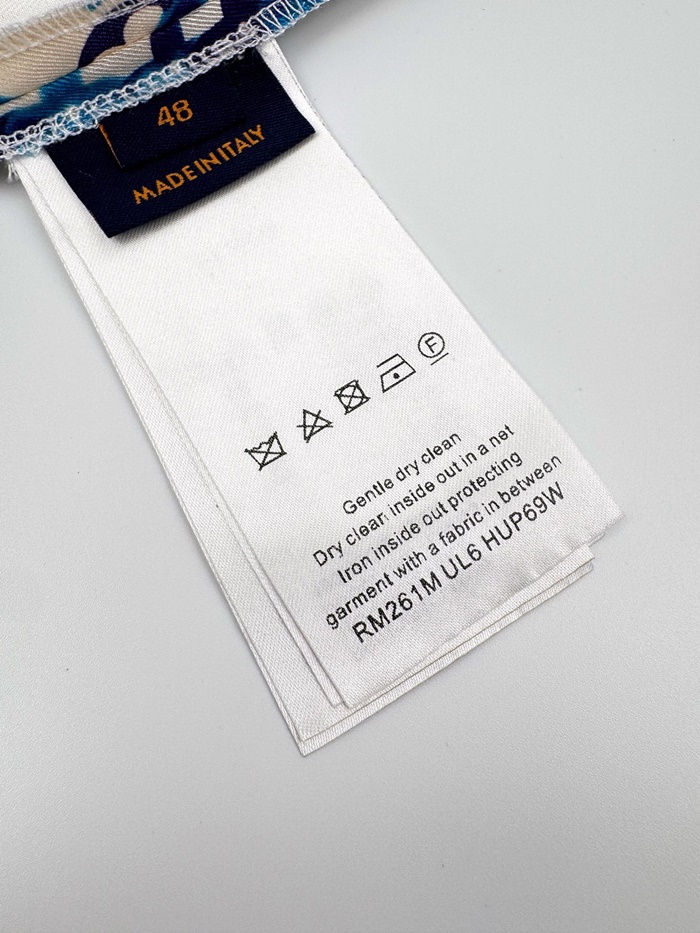 48
MADE IN ITALY
F
Gentle dry clean
Dry clean inside out in a net
Iron inside out protecting
garment with a fabric in between
RM261M UL6 HUP69W